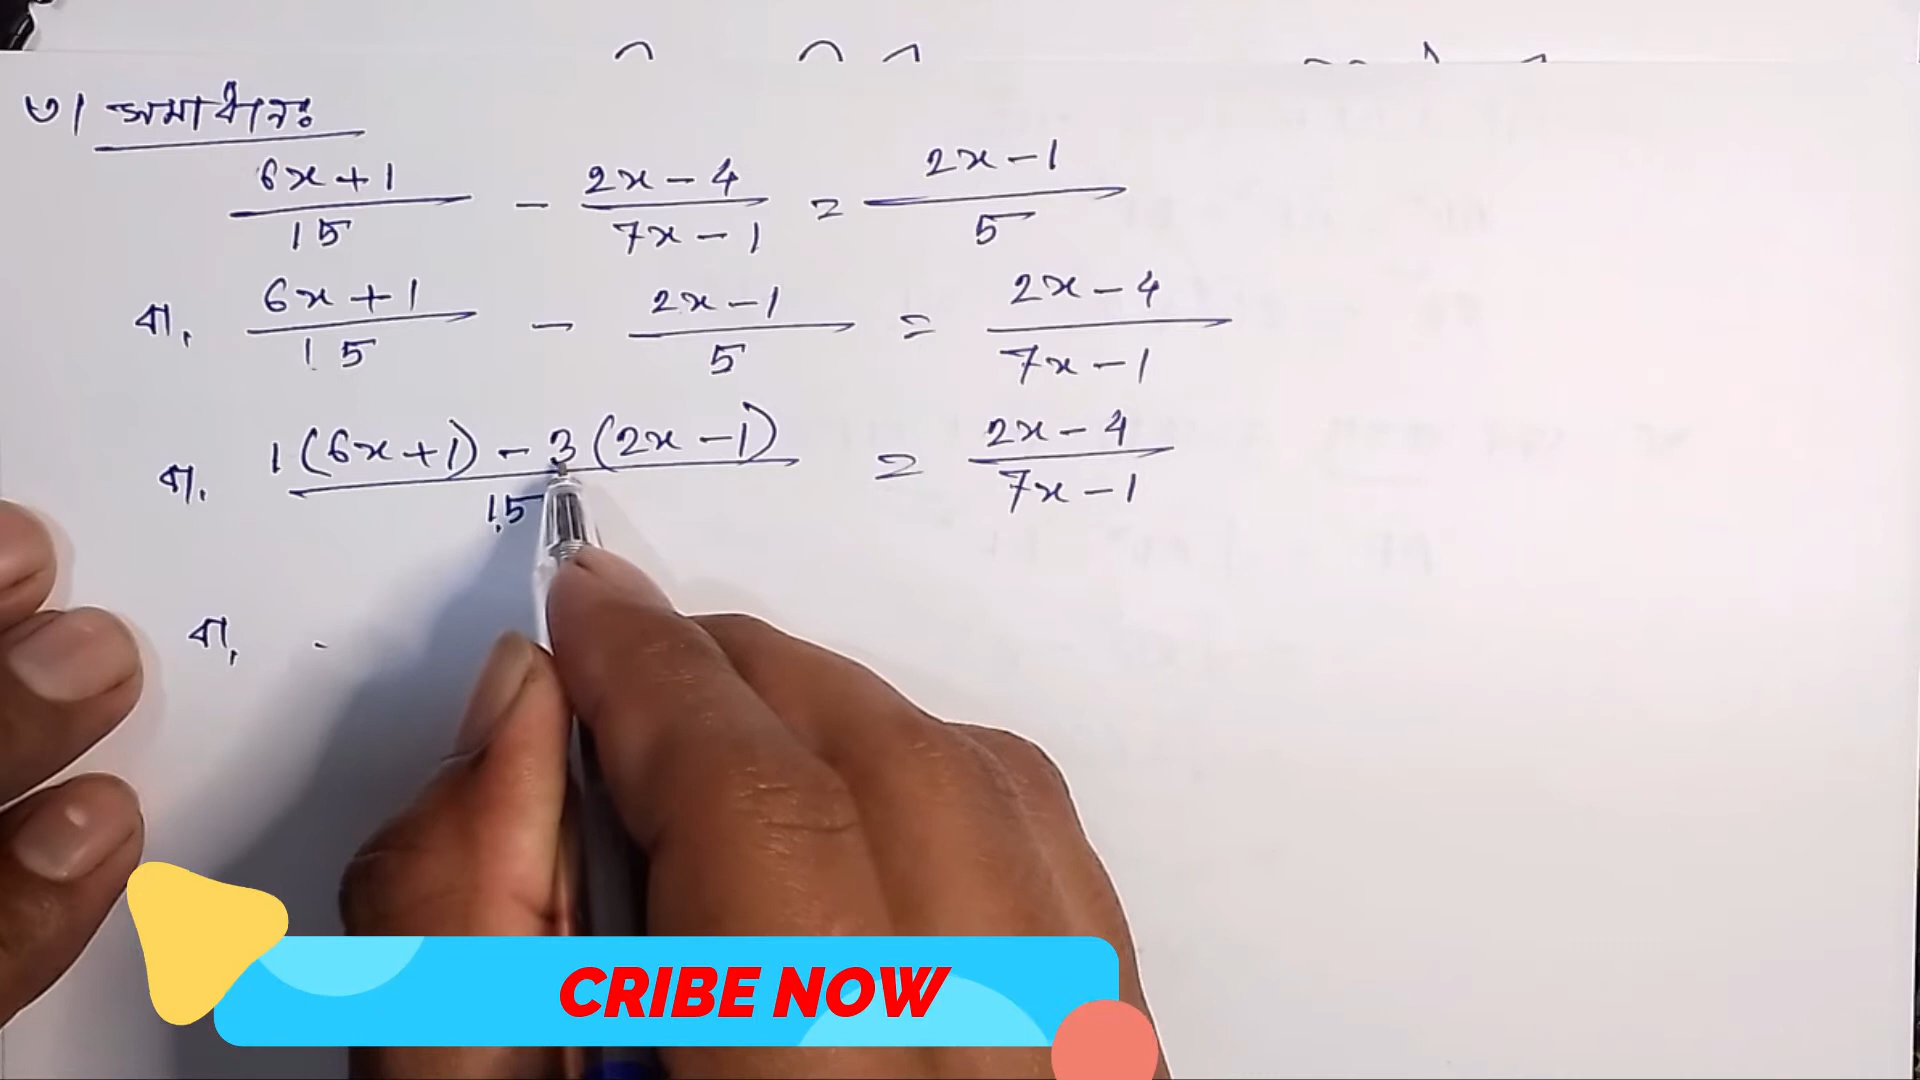 ৩। সমাধানঃ
6x+1/15 - 2x-4/7x-1 = 2x-1/5
বা, 6x+1/15 - 2x-1/5 = 2x-4/7x-1
বা, 1(6x+1)-3(2x-1)/15 = 2x-4/7x-1
বা,
CRIBE NOW